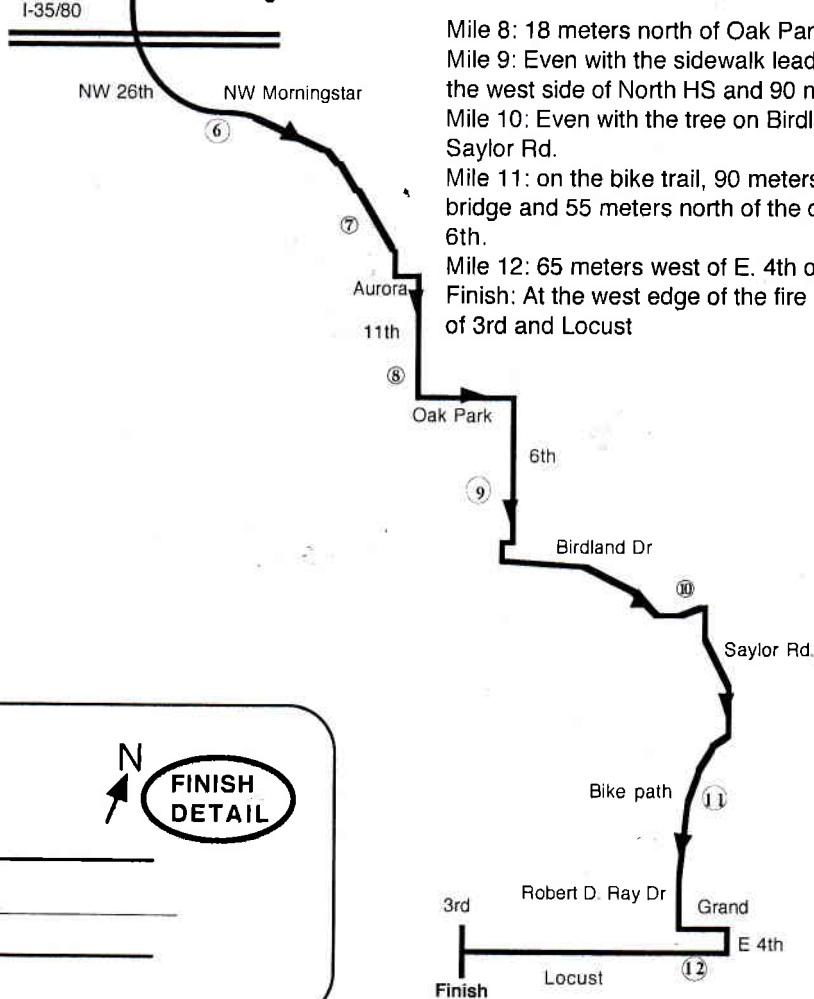 I-35/80
Mile 8: 18 meters north of Oak Par
Mile 9: Even with the sidewalk lead
the west side of North HS and 90 m
Mile 10: Even with the tree on Birdl
Saylor Rd.
Mile 11: on the bike trail, 90 meters
bridge and 55 meters north of the
6th.
Mile 12: 65 meters west of E. 4th
Finish: At the west edge of the fire
of 3rd and Locust
NW 26th
NW Morningstar
6
7
Aurora
11th
8
Oak Park
6th
9
Birdland Dr
10
Saylor Rd.
N
FINISH
DETAIL
Bike path
11
Robert D. Ray Dr
Grand
3rd
E 4th
12
Locust
Finish